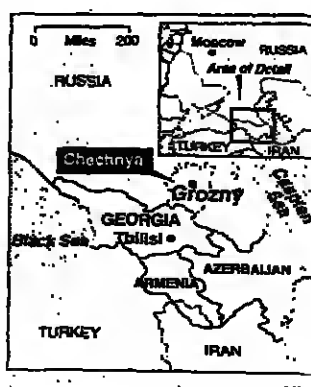 0 Miles 200
Moscow
RUSSIA
Area of Detail
TURKEY
IRAN
RUSSIA
Chechnya
Grozny
Caspian
Sea
GEORGIA
Black Sea
Tbilisi
AZERBAIJAN
ARMENIA
TURKEY
IRAN